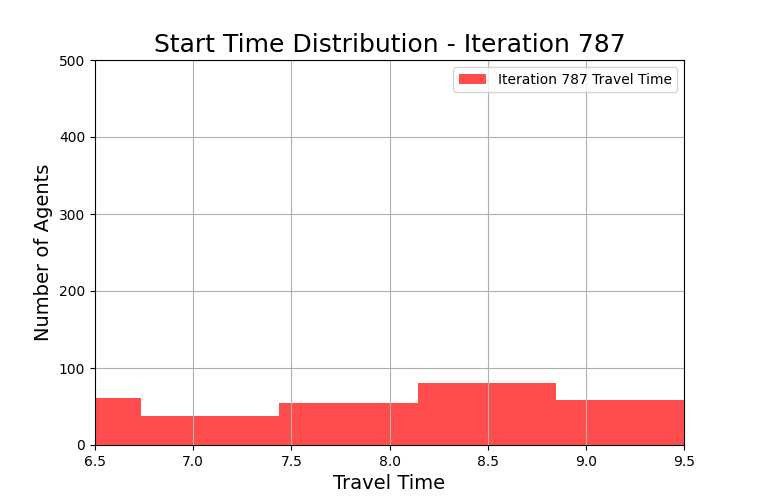 Start Time Distribution - Iteration 787
Iteration 787 Travel Time
Number of Agents
500
400
300
200
100
0
6.5 7.0 7.5 8.0 8.5 9.0 9.5
Travel Time